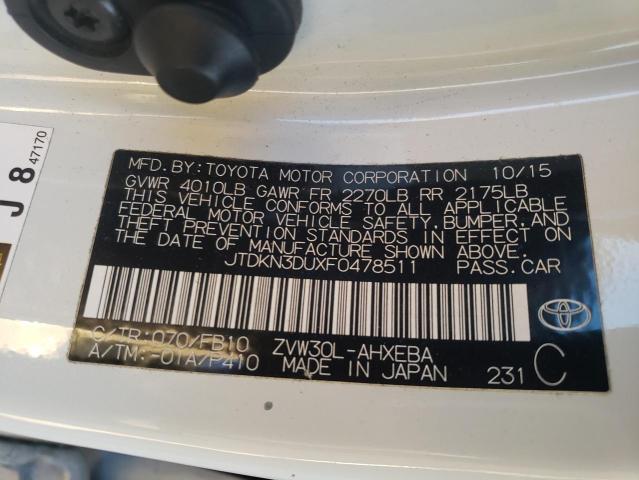 MFD.BY:TOYOTA MOTOR CORPORATION 10/15
GVWR 4010LB GAWR FR 2270LB RR 2175LB
THIS VEHICLE CONFORMS TO ALL APPLICABLE
FEDERAL MOTOR VEHICLE SAFETY,BUMPER,AND
THEFT PREVENTION STANDARDS IN EFFECT ON
THE DATE OF MANUFACTURE SHOWN ABOVE.
JTDKN3DUXF0478511 PASS.CAR
C/TR:070/FB10 ZVW30L-AHXEBA
A/TM:-01A/P410 MADE IN JAPAN 231 C
J 8
47170